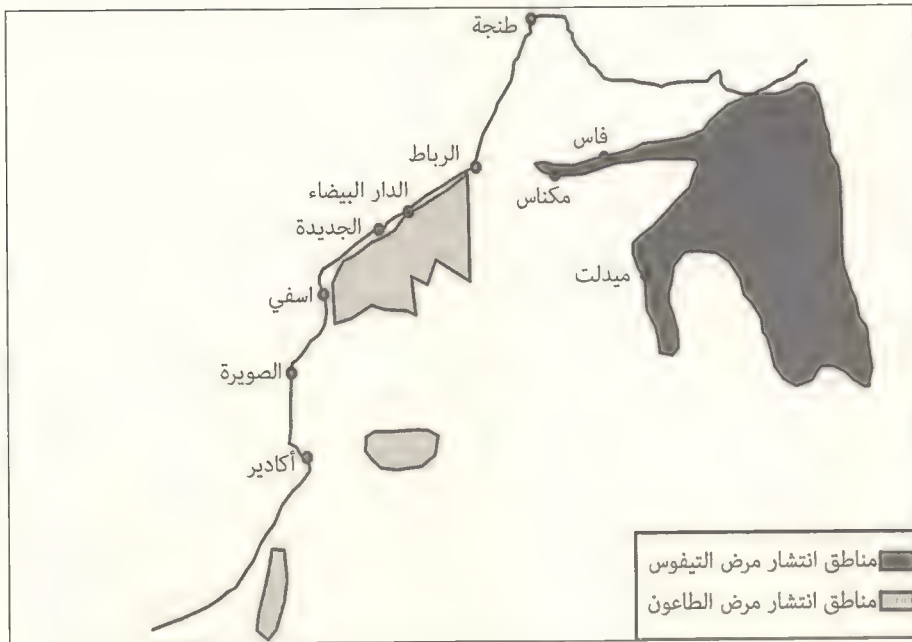 طنجة
فاس
الرباط
مكناس
الدار البيضاء
الجديدة
ميدلت
اسفي
الصويرة
أكادير
مناطق انتشار مرض التيفوس
مناطق انتشار مرض الطاعون